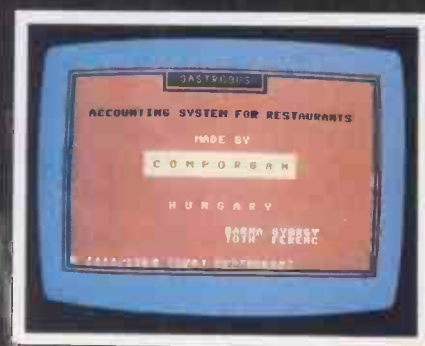 GASTROBUS
ACCOUNTING SYSTEM FOR RESTAURANTS
MADE BY
COMPORGAN
HUNGARY
BARNA GYORGY
TOTH FERENC